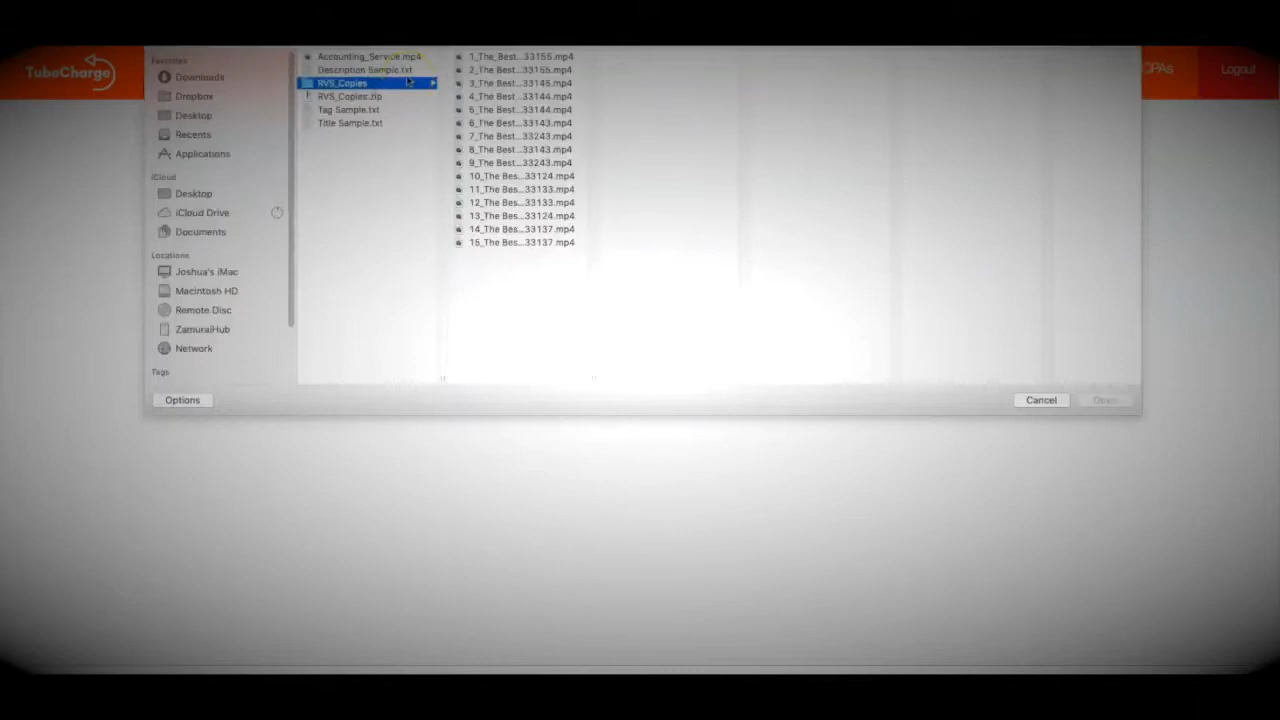 TubeCharge
CPAs
Logout
Favorites
Downloads
Dropbox
Desktop
Recents
Applications
iCloud
Desktop
iCloud Drive
Documents
Locations
Joshua's iMac
Macintosh HD
Remote Disc
ZamuraiHub
Network
Tags
Accounting_Service.mp4
Description Sample.txt
RVS_Copies
RVS_Copies.zip
Tag Sample.txt
Title Sample.txt
1_The_Best...33155.mp4
2_The Best...33155.mp4
3_The Best...33145.mp4
4_The Best...33144.mp4
5_The Best...33144.mp4
6_The Best...33143.mp4
7_The Best...33243.mp4
8_The Best...33143.mp4
9_The Best...33243.mp4
10_The Bes...33124.mp4
11_The Bes...33133.mp4
12_The Bes...33133.mp4
13_The Bes...33124.mp4
14_The Bes...33137.mp4
15_The Bes...33137.mp4
Options
Cancel
Open